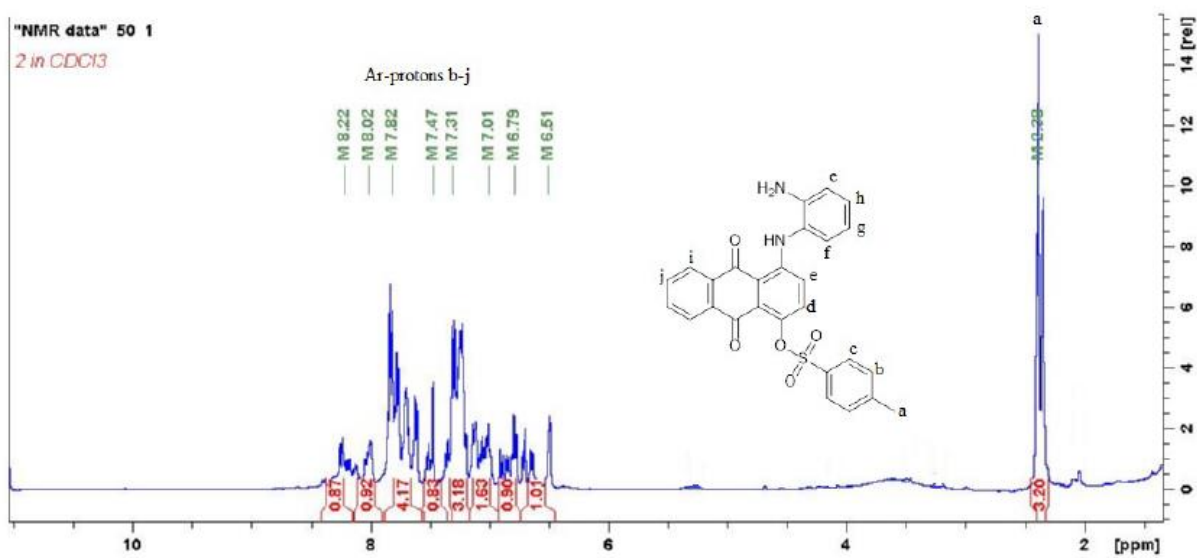 "NMR data" 50 1
2 in CDCl3
Ar-protons b-j
a
M 8.22
M 8.02
M 7.82
M 7.47
M 7.31
M 7.01
M 6.79
M 6.51
[rel]
14
12
10
8
6
4
2
0
H2N
c
h
g
f
HN
O
i
j
e
d
O
O
O
S
O
c
b
a
0.87
0.92
4.17
0.83
3.18
1.63
0.90
1.01
3.20
10
8
6
4
2
[ppm]